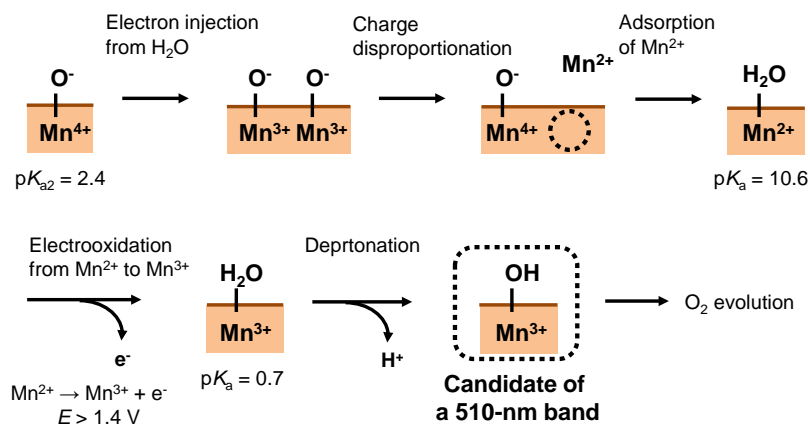 Electron injection
from H₂O
Charge
disproportionation
Adsorption
of Mn²⁺
O⁻
Mn⁴⁺
pKₐ₂ = 2.4
O⁻ O⁻
Mn³⁺ Mn³⁺
O⁻
Mn⁴⁺
Mn²⁺
H₂O
Mn²⁺
pKₐ = 10.6
Electrooxidation
from Mn²⁺ to Mn³⁺
e⁻
Mn²⁺ → Mn³⁺ + e⁻
E > 1.4 V
H₂O
Mn³⁺
pKₐ = 0.7
Deprtonation
H⁺
OH
Mn³⁺
Candidate of
a 510-nm band
O₂ evolution